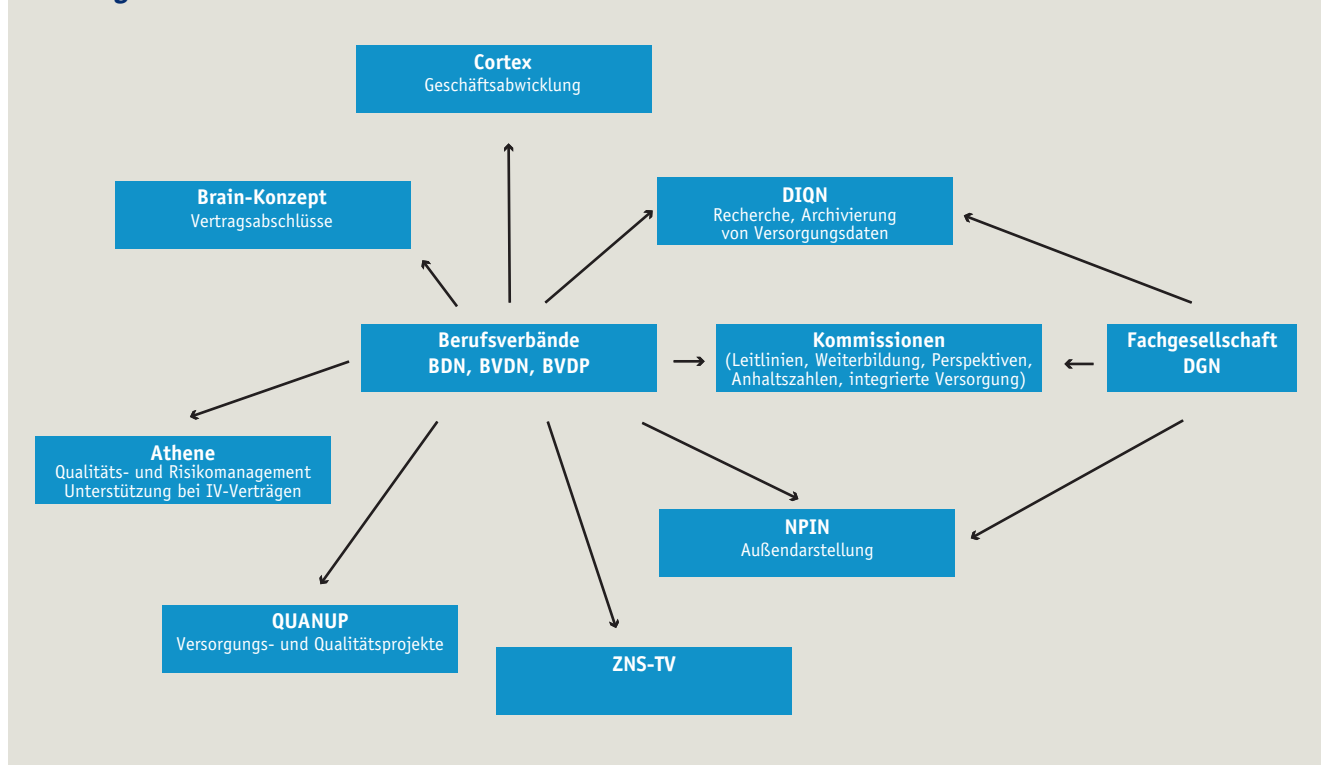 Cortex
Geschäftsabwicklung
Brain-Konzept
Vertragsabschlüsse
DIQN
Recherche, Archivierung
von Versorgungsdaten
Berufsverbände
BDN, BVDN, BVDP
Kommissionen
(Leitlinien, Weiterbildung, Perspektiven,
Anhaltszahlen, integrierte Versorgung)
Fachgesellschaft
DGN
Athene
Qualitäts- und Risikomanagement
Unterstützung bei IV-Verträgen
NPIN
Außendarstellung
QUANUP
Versorgungs- und Qualitätsprojekte
ZNS-TV